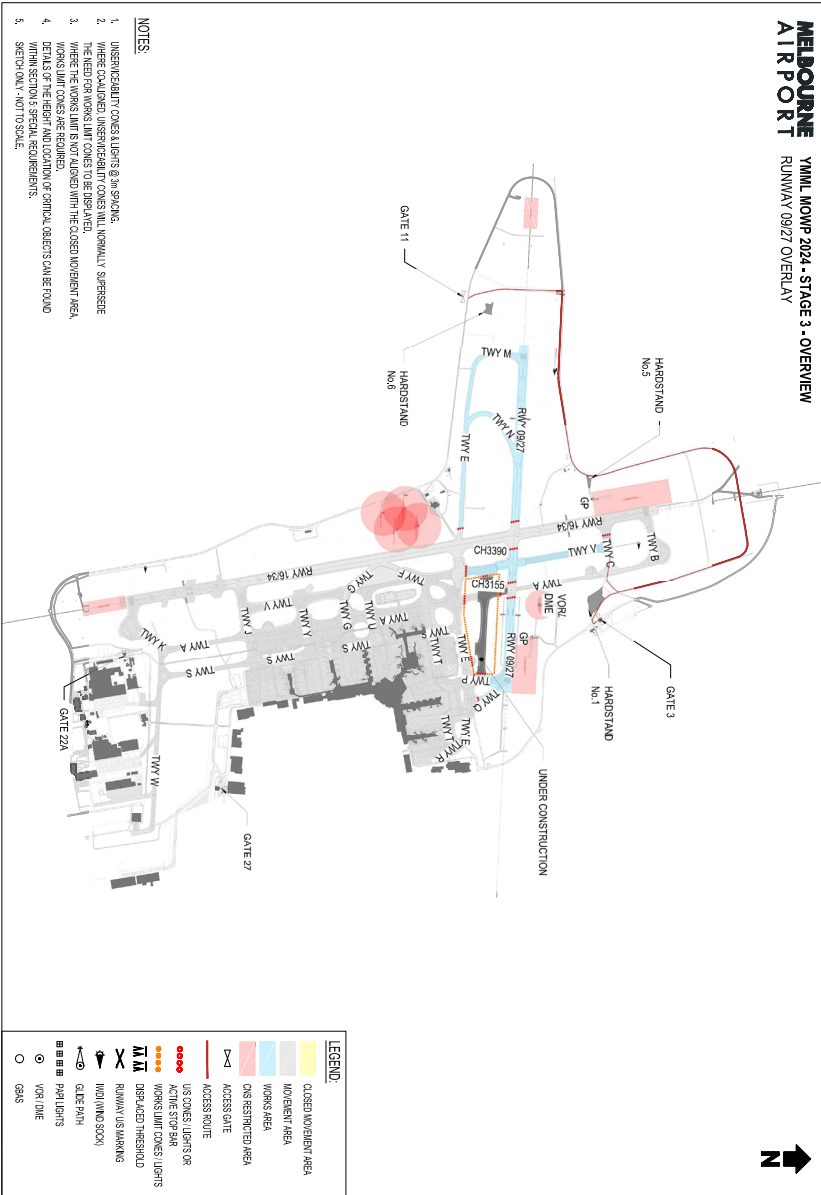 MELBOURNE
AIRPORT
YMML MOWP 2024 - STAGE 3 - OVERVIEW
RUNWAY 09/27 OVERLAY
N
HARDSTAND
No.5
GATE 3
HARDSTAND
No.1
UNDER CONSTRUCTION
GATE 11
HARDSTAND
No.6
GATE 27
GATE 22A
TWY M
TWY N
RWY 09/27
TWY E
GP
RWY 16/34
TWY B
TWY C
TWY V
CH3390
CH3155
TWY A
VOR/
DME
GP
RWY 09/27
TWY E
TWY P
TWY Q
TWY F
TWY G
TWY A
TWY U
TWY G
TWY S
TWY T
TWY E
TWY T
TWY R
RWY 16/34
TWY V
TWY Y
TWY J
TWY S
TWY S
TWY A
TWY K
TWY S
TWY W
NOTES:
1. UNSERVICEABILITY CONES & LIGHTS @ 3m SPACING.
2. WHERE CO-ALIGNED, UNSERVICEABILITY CONES WILL NORMALLY SUPERSEDE
THE NEED FOR WORKS LIMIT CONES TO BE DISPLAYED.
3. WHERE THE WORKS LIMIT IS NOT ALIGNED WITH THE CLOSED MOVEMENT AREA,
WORKS LIMIT CONES ARE REQUIRED.
4. DETAILS OF THE HEIGHT AND LOCATION OF CRITICAL OBJECTS CAN BE FOUND
WITHIN SECTION 5: SPECIAL REQUIREMENTS.
5. SKETCH ONLY - NOT TO SCALE.
LEGEND:
CLOSED MOVEMENT AREA
MOVEMENT AREA
WORKS AREA
CNS RESTRICTED AREA
ACCESS GATE
ACCESS ROUTE
U/S CONES / LIGHTS OR
ACTIVE STOP BAR
WORKS LIMIT CONES / LIGHTS
DISPLACED THRESHOLD
RUNWAY U/S MARKING
IWDI (WIND SOCK)
GLIDE PATH
PAPI LIGHTS
VOR / DME
GBAS